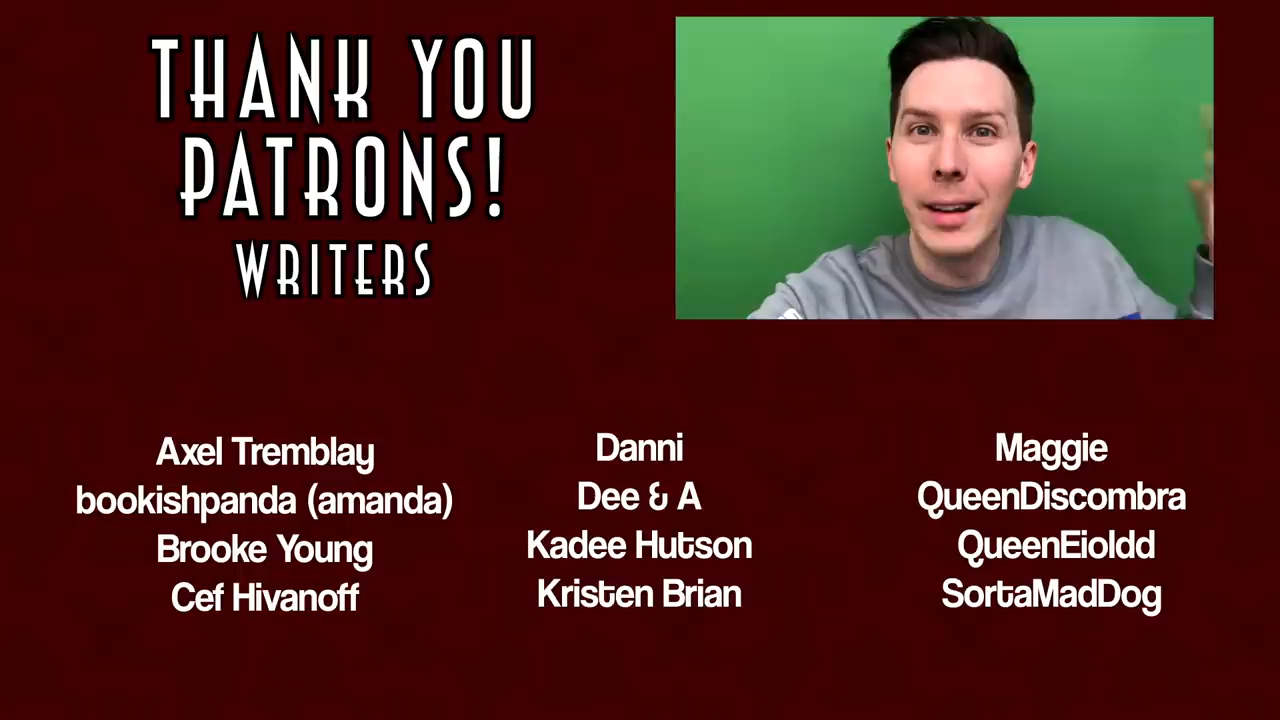 THANK YOU
PATRONS!
WRITERS
Axel Tremblay
bookishpanda (amanda)
Brooke Young
Cef Hivanoff
Danni
Dee & A
Kadee Hutson
Kristen Brian
Maggie
QueenDiscombra
QueenEioldd
SortaMadDog